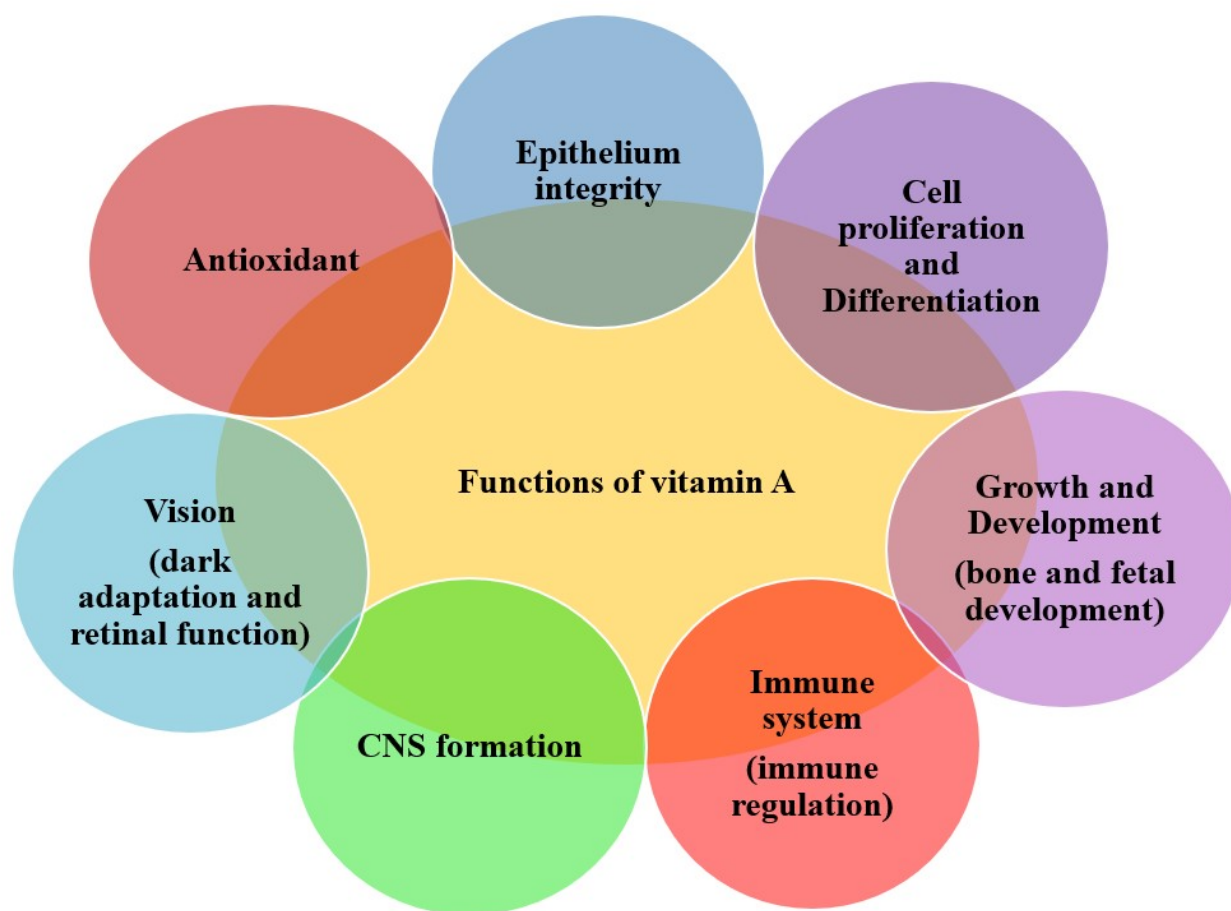 Epithelium
integrity
Cell
proliferation
and
Differentiation
Antioxidant
Functions of vitamin A
Growth and
Development
(bone and fetal
development)
Vision
(dark
adaptation and
retinal function)
Immune
system
(immune
regulation)
CNS formation